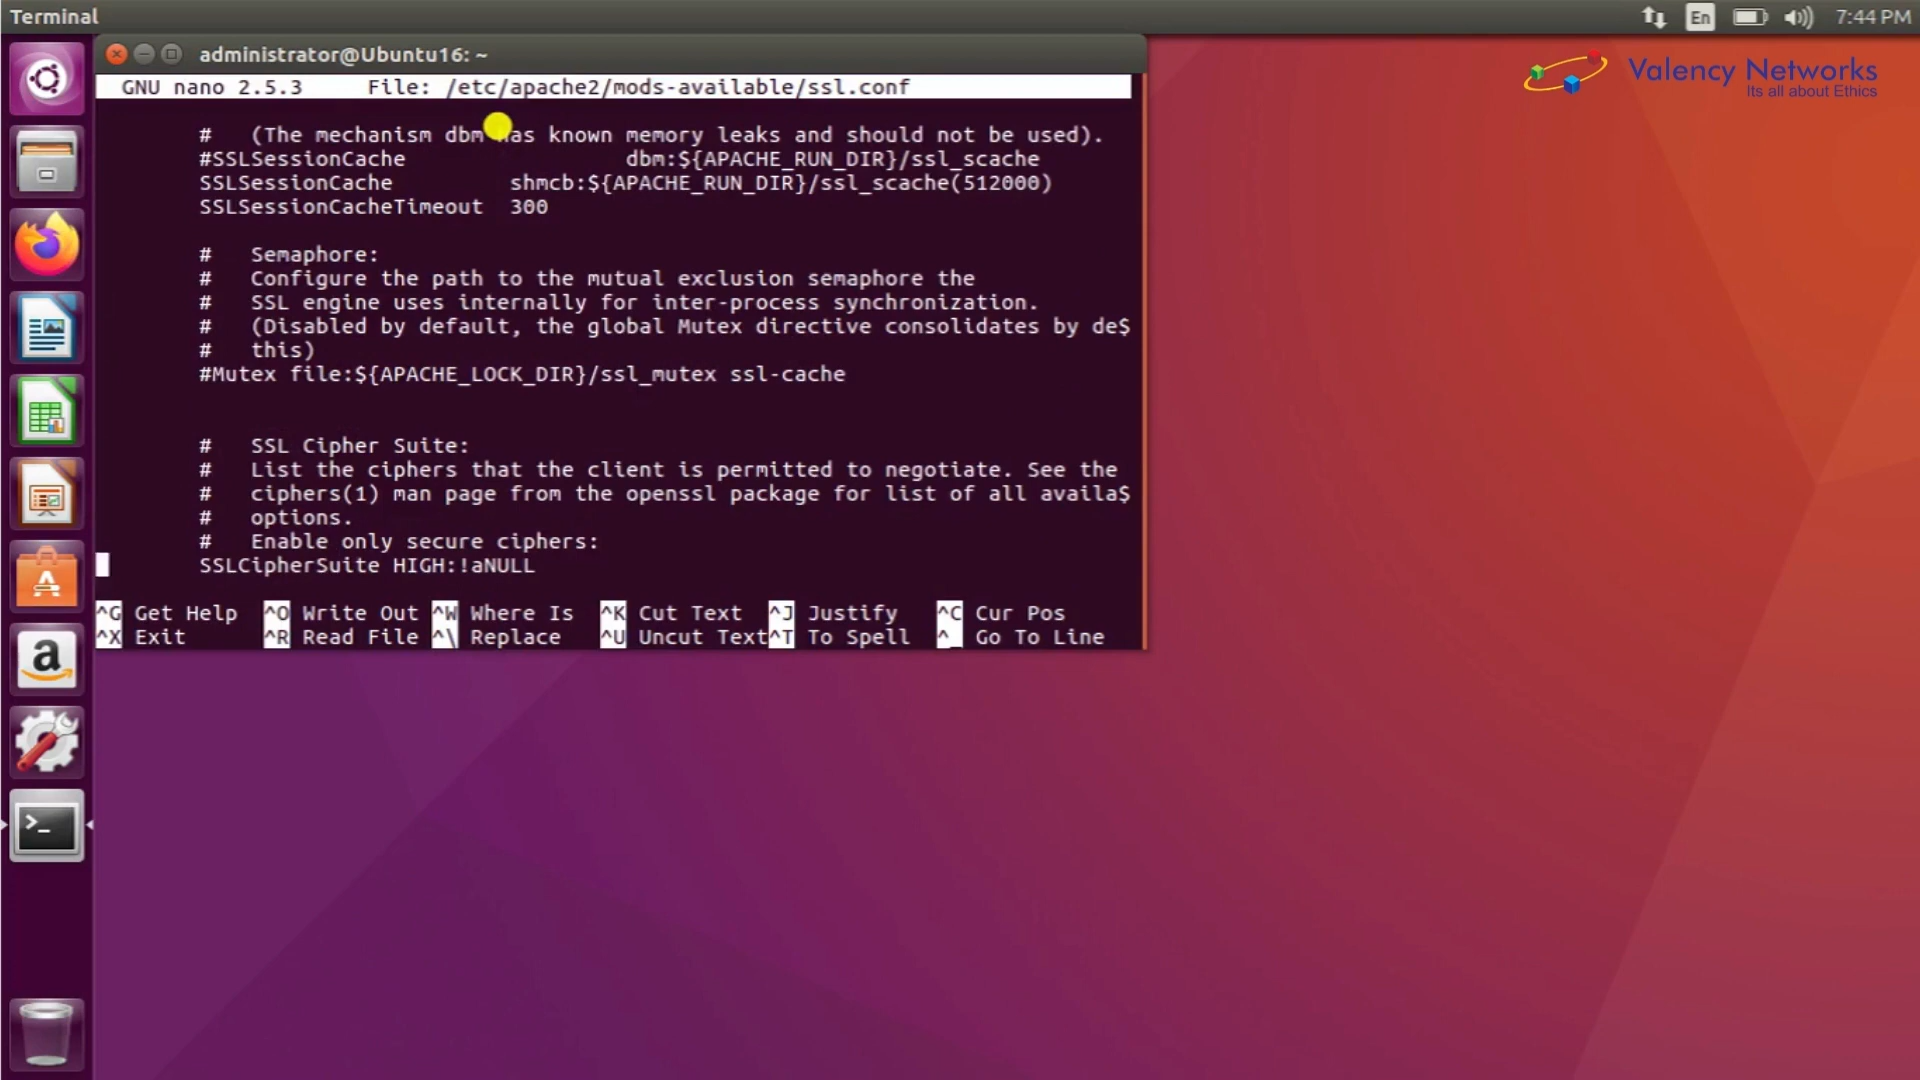 Terminal
En
7:44 PM
Valency Networks
Its all about Ethics
administrator@Ubuntu16: ~
GNU nano 2.5.3 File: /etc/apache2/mods-available/ssl.conf
# (The mechanism dbm has known memory leaks and should not be used).
#SSLSessionCache dbm:${APACHE_RUN_DIR}/ssl_scache
SSLSessionCache shmcb:${APACHE_RUN_DIR}/ssl_scache(512000)
SSLSessionCacheTimeout 300
# Semaphore:
# Configure the path to the mutual exclusion semaphore the
# SSL engine uses internally for inter-process synchronization.
# (Disabled by default, the global Mutex directive consolidates by de$
# this)
#Mutex file:${APACHE_LOCK_DIR}/ssl_mutex ssl-cache
# SSL Cipher Suite:
# List the ciphers that the client is permitted to negotiate. See the
# ciphers(1) man page from the openssl package for list of all availa$
# options.
# Enable only secure ciphers:
SSLCipherSuite HIGH:!aNULL
^G Get Help ^O Write Out ^W Where Is ^K Cut Text ^J Justify ^C Cur Pos
^X Exit ^R Read File ^\ Replace ^U Uncut Text ^T To Spell ^_ Go To Line